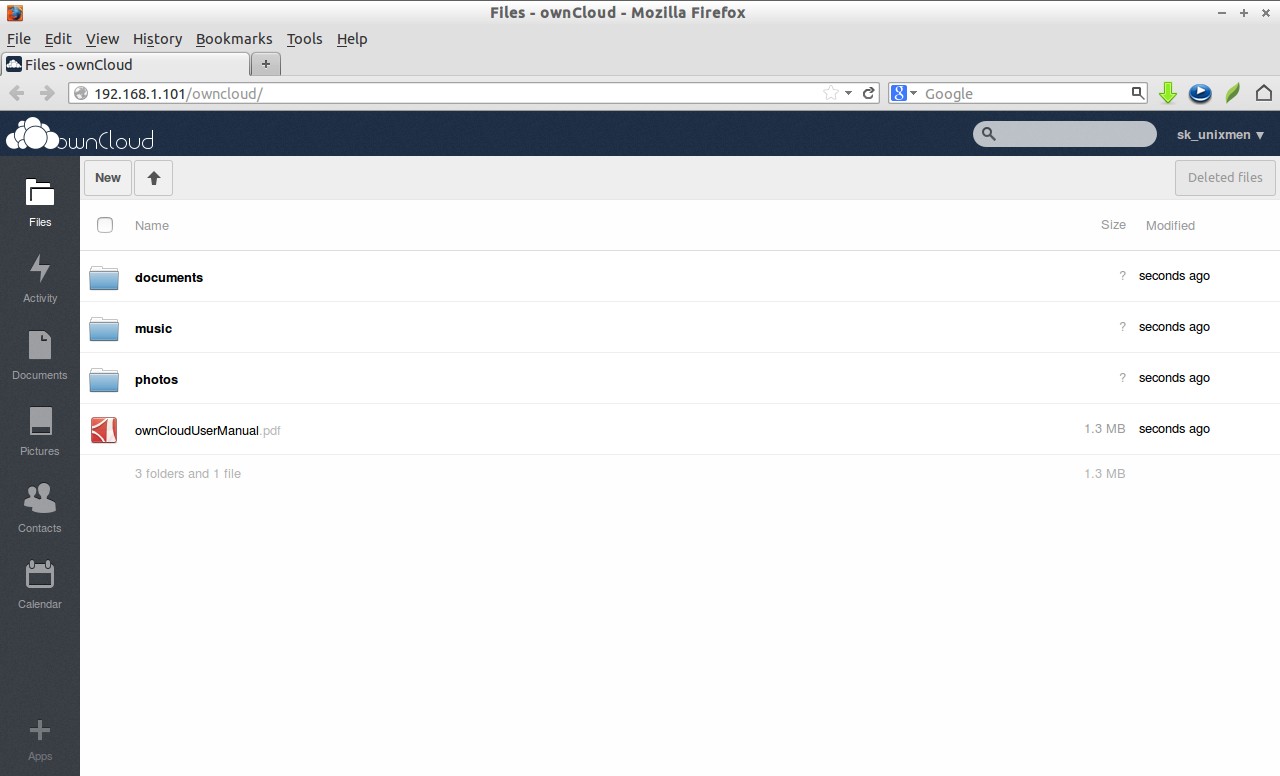 Files - ownCloud - Mozilla Firefox
File Edit View History Bookmarks Tools Help
Files - ownCloud
192.168.1.101/owncloud/ Google
ownCloud sk_unixmen
New Deleted files
Files
Name Size Modified
documents ? seconds ago
Activity
music ? seconds ago
Documents
photos ? seconds ago
ownCloudUserManual.pdf 1.3 MB seconds ago
Pictures
3 folders and 1 file 1.3 MB
Contacts
Calendar
Apps